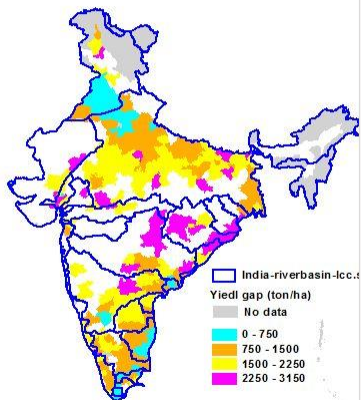 India-riverbasin-lcc.s
Yiedl gap (ton/ha)
No data
0 - 750
750 - 1500
1500 - 2250
2250 - 3150